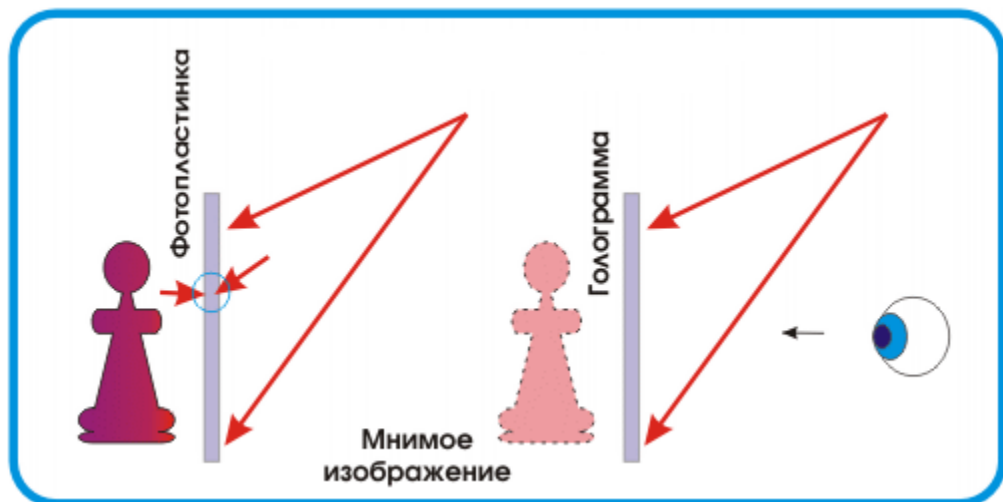 Фотопластинка
Голограмма
Мнимое
изображение